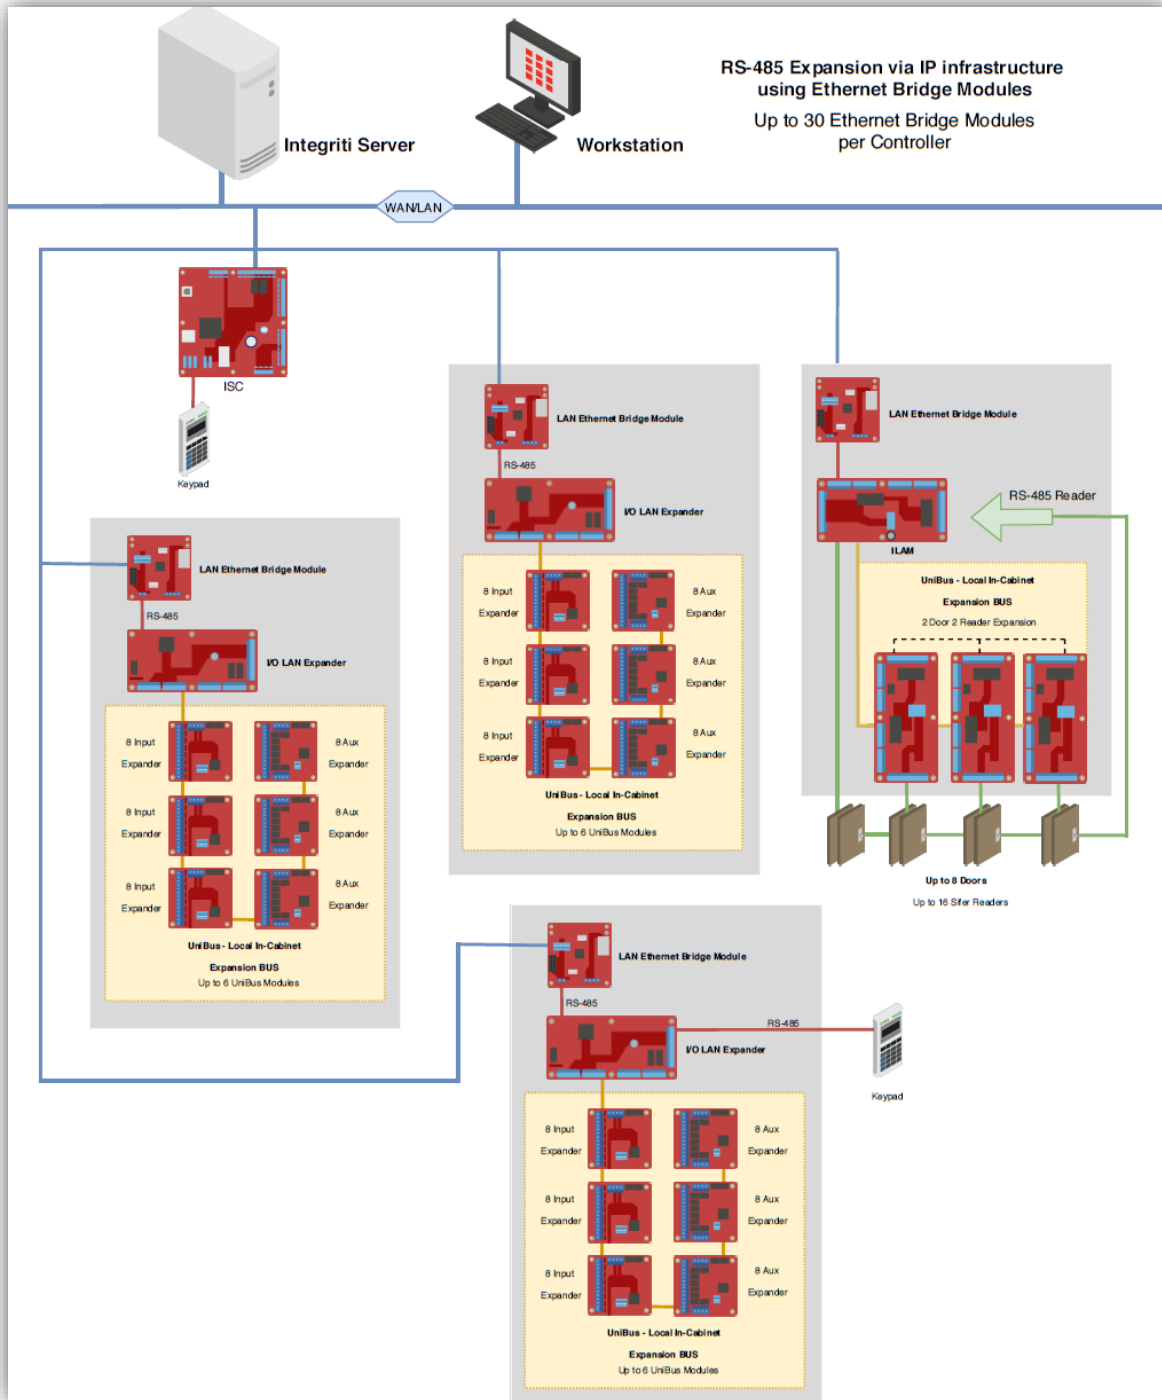 RS-485 Expansion via IP infrastructure
using Ethernet Bridge Modules
Up to 30 Ethernet Bridge Modules
per Controller
Integriti Server
Workstation
WAN/LAN
ISC
Keypad
LAN Ethernet Bridge Module
RS-485
I/O LAN Expander
8 Input
Expander
8 Aux
Expander
8 Input
Expander
8 Aux
Expander
8 Input
Expander
8 Aux
Expander
UniBus - Local In-Cabinet
Expansion BUS
Up to 6 UniBus Modules
LAN Ethernet Bridge Module
RS-485 Reader
ILAM
UniBus - Local In-Cabinet
Expansion BUS
2 Door 2 Reader Expansion
Up to 8 Doors
Up to 16 Sifer Readers
LAN Ethernet Bridge Module
RS-485
I/O LAN Expander
8 Input
Expander
8 Aux
Expander
8 Input
Expander
8 Aux
Expander
8 Input
Expander
8 Aux
Expander
UniBus - Local In-Cabinet
Expansion BUS
Up to 6 UniBus Modules
LAN Ethernet Bridge Module
RS-485
I/O LAN Expander
RS-485
Keypad
8 Input
Expander
8 Aux
Expander
8 Input
Expander
8 Aux
Expander
8 Input
Expander
8 Aux
Expander
UniBus - Local In-Cabinet
Expansion BUS
Up to 6 UniBus Modules